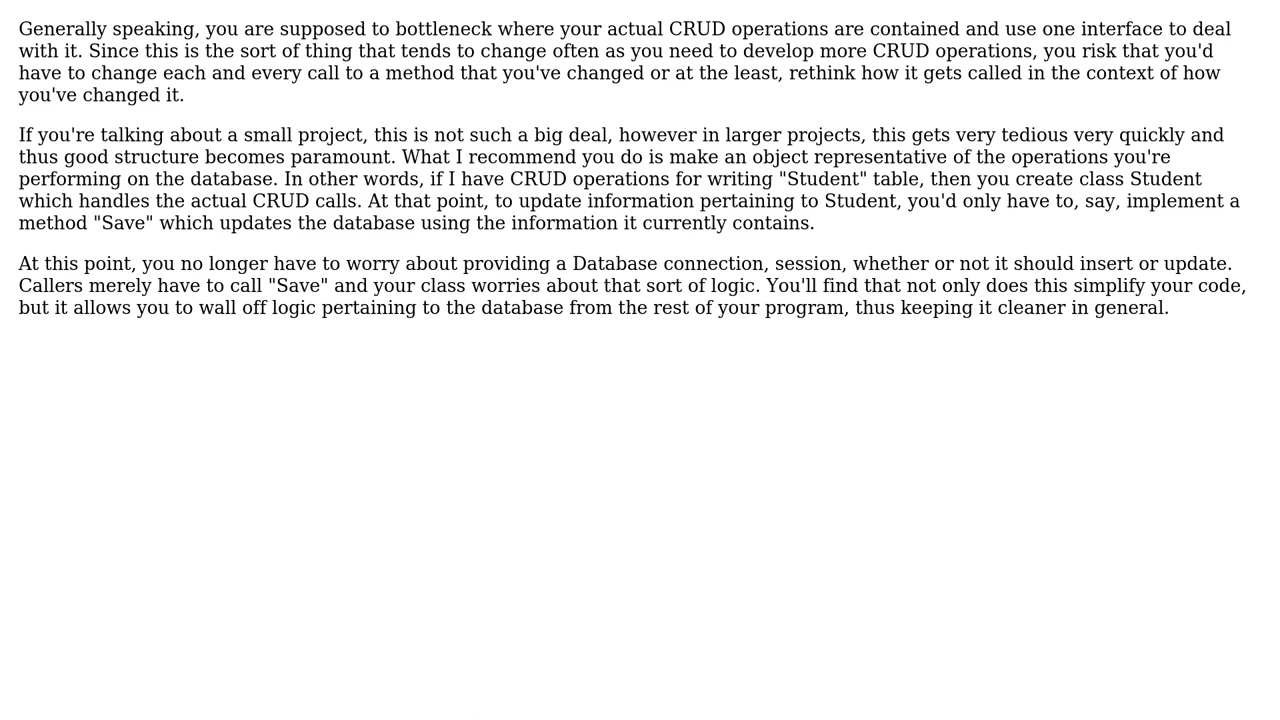 Generally speaking, you are supposed to bottleneck where your actual CRUD operations are contained and use one interface to deal
with it. Since this is the sort of thing that tends to change often as you need to develop more CRUD operations, you risk that you'd
have to change each and every call to a method that you've changed or at the least, rethink how it gets called in the context of how
you've changed it.
If you're talking about a small project, this is not such a big deal, however in larger projects, this gets very tedious very quickly and
thus good structure becomes paramount. What I recommend you do is make an object representative of the operations you're
performing on the database. In other words, if I have CRUD operations for writing "Student" table, then you create class Student
which handles the actual CRUD calls. At that point, to update information pertaining to Student, you'd only have to, say, implement a
method "Save" which updates the database using the information it currently contains.
At this point, you no longer have to worry about providing a Database connection, session, whether or not it should insert or update.
Callers merely have to call "Save" and your class worries about that sort of logic. You'll find that not only does this simplify your code,
but it allows you to wall off logic pertaining to the database from the rest of your program, thus keeping it cleaner in general.